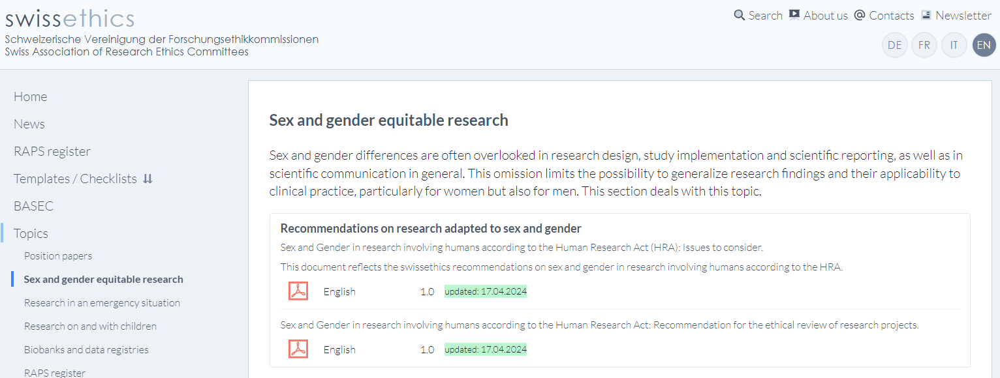 swissethics
Schweizerische Vereinigung der Forschungsethikkommissionen
Swiss Association of Research Ethics Committees
Search About us Contacts Newsletter
DE FR IT EN
Home
News
RAPS register
Templates / Checklists
BASEC
Topics
Position papers
Sex and gender equitable research
Research in an emergency situation
Research on and with children
Biobanks and data registries
RAPS register
Sex and gender equitable research
Sex and gender differences are often overlooked in research design, study implementation and scientific reporting, as well as in
scientific communication in general. This omission limits the possibility to generalize research findings and their applicability to
clinical practice, particularly for women but also for men. This section deals with this topic.
Recommendations on research adapted to sex and gender
Sex and Gender in research involving humans according to the Human Research Act (HRA): Issues to consider.
This document reflects the swissethics recommendations on sex and gender in research involving humans according to the HRA.
English 1.0 updated: 17.04.2024
Sex and Gender in research involving humans according to the Human Research Act: Recommendation for the ethical review of research projects.
English 1.0 updated: 17.04.2024